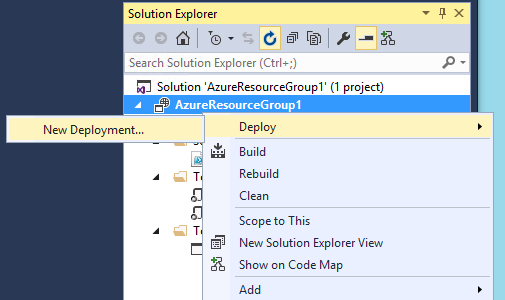 Solution Explorer
Search Solution Explorer (Ctrl+;)
Solution 'AzureResourceGroup1' (1 project)
AzureResourceGroup1
New Deployment...
Deploy
Build
Rebuild
Clean
Scope to This
New Solution Explorer View
Show on Code Map
Add